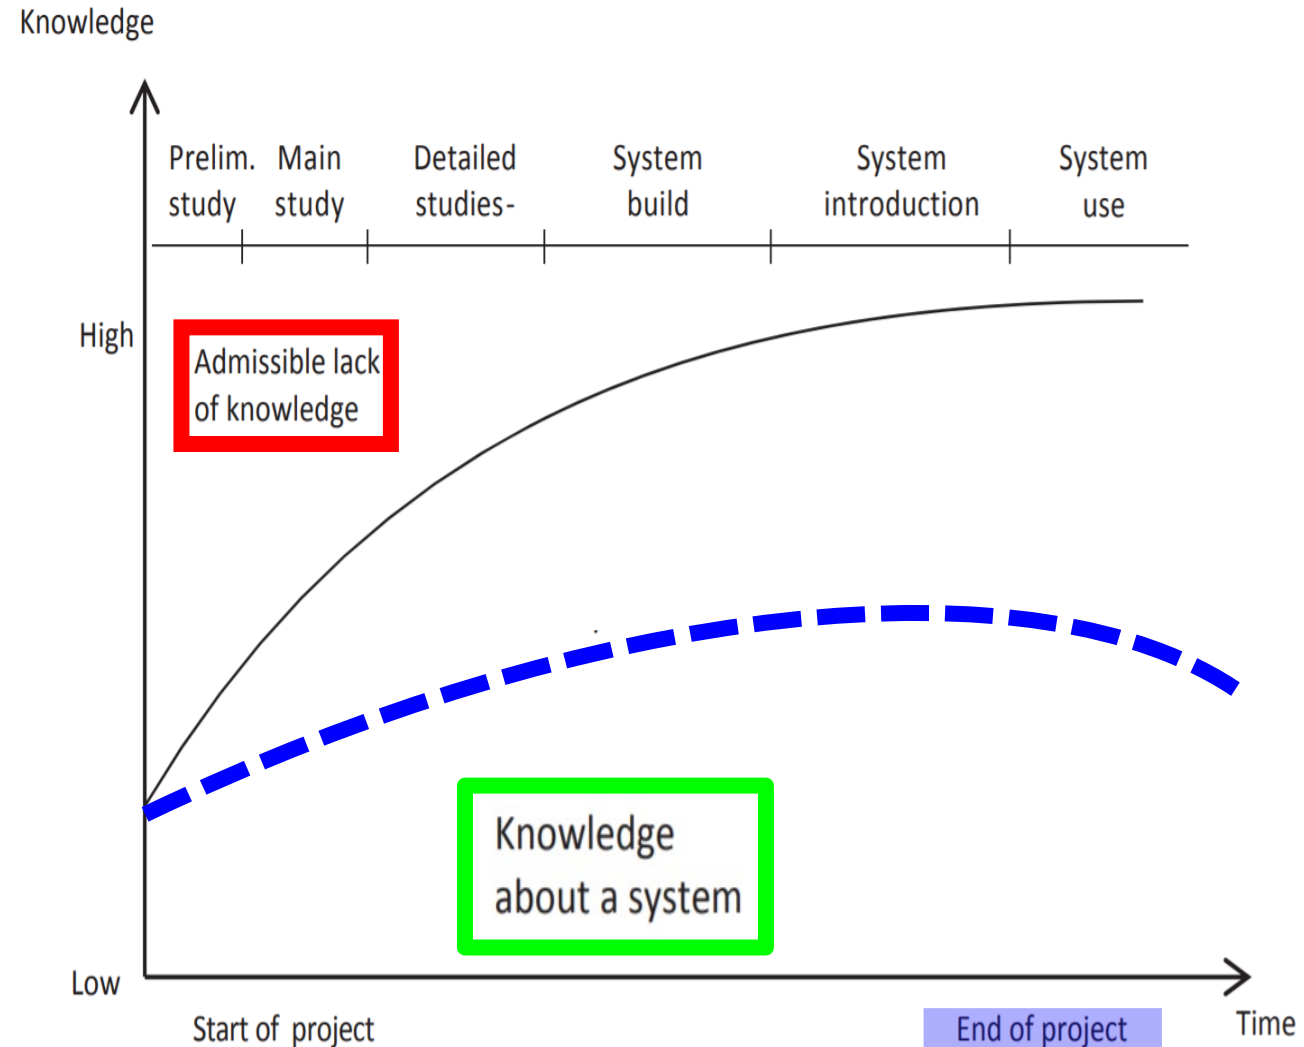 Knowledge
Prelim. study
Main study
Detailed studies-
System build
System introduction
System use
High
Admissible lack
of knowledge
Knowledge
about a system
Low
Start of project
End of project
Time